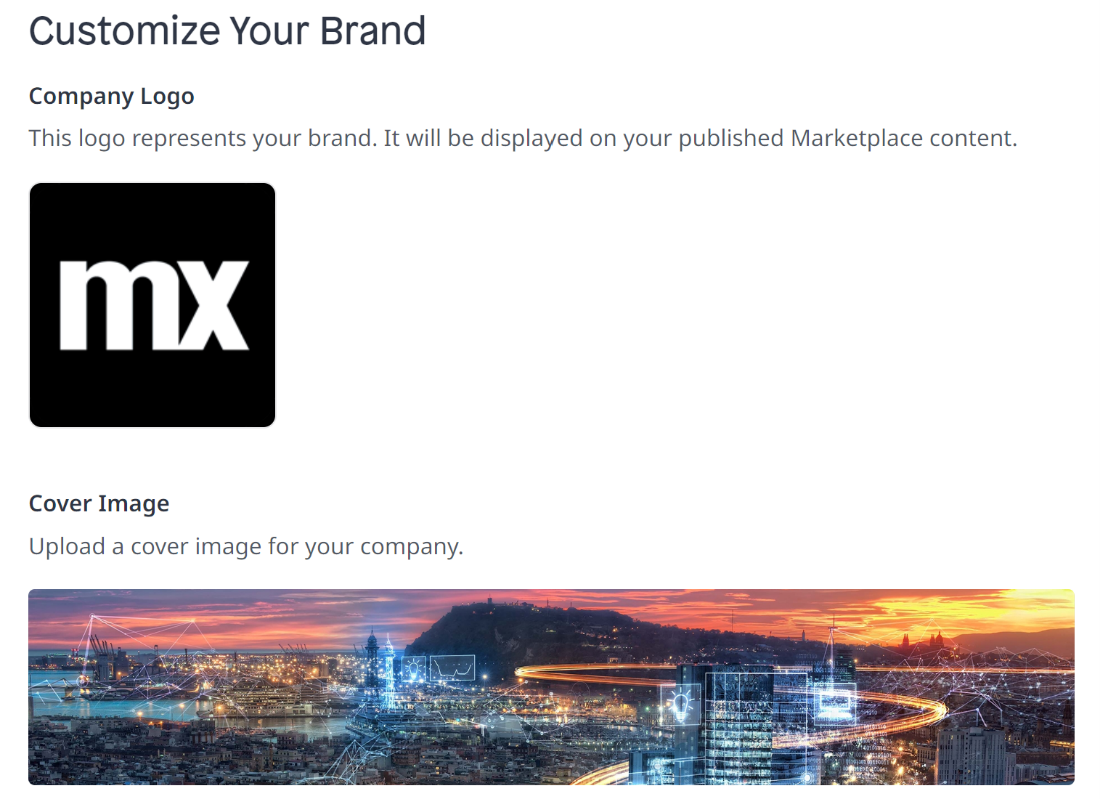 Customize Your Brand
Company Logo
This logo represents your brand. It will be displayed on your published Marketplace content.
mx
Cover Image
Upload a cover image for your company.